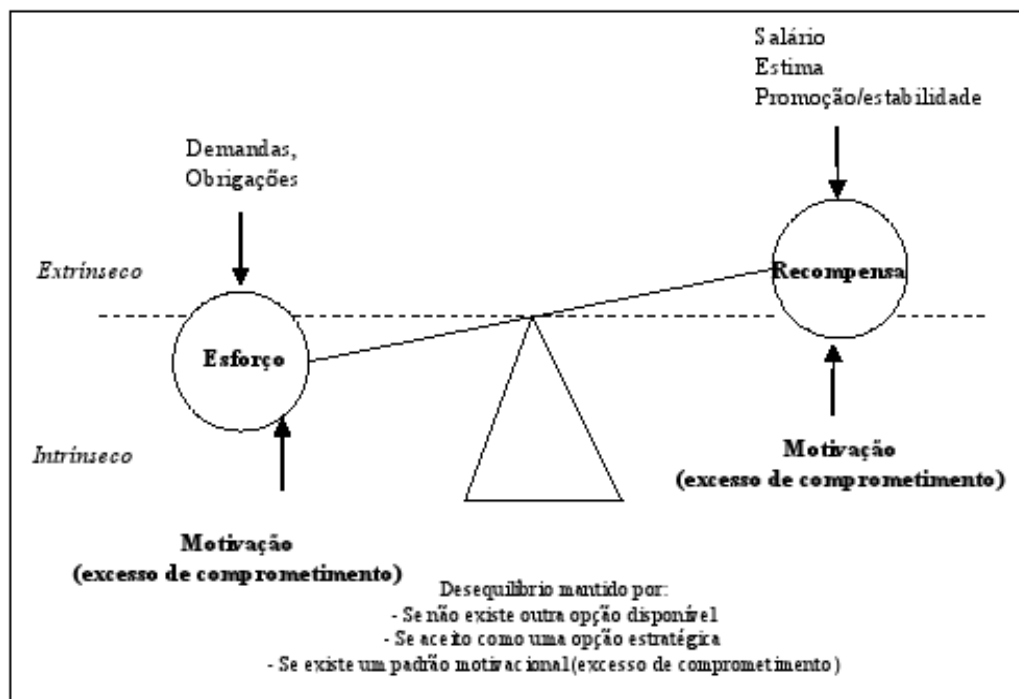 Salário
Estima
Promoção/estabilidade
Demandas,
Obrigações
Extrínseco
Recompensa
Esforço
Intrínseco
Motivação
(excesso de comprometimento)
Motivação
(excesso de comprometimento)
Desequilíbrio mantido por:
- Se não existe outra opção disponível
- Se aceito como uma opção estratégica
- Se existe um padrão motivacional(excesso de comprometimento)